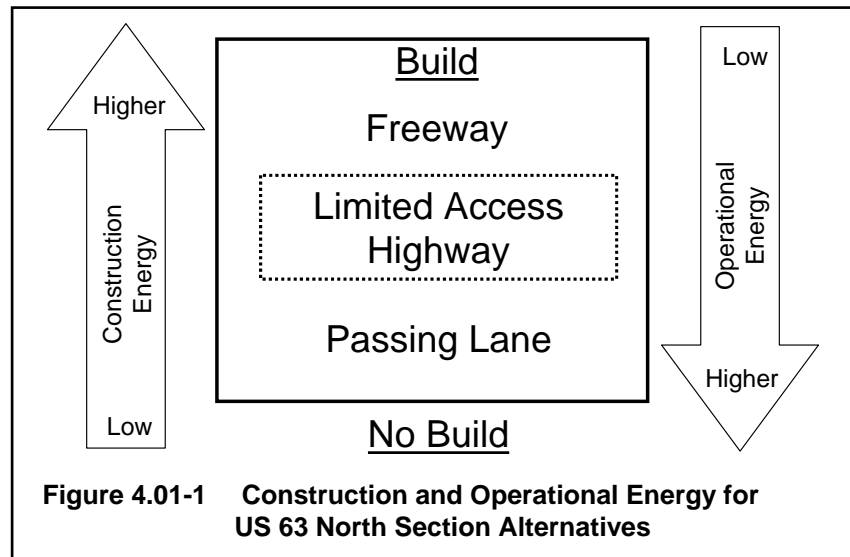 Build
Higher
Low
Freeway
Limited Access
Highway
Construction
Energy
Operational
Energy
Passing Lane
Higher
Low
No Build
Figure 4.01-1 Construction and Operational Energy for
US 63 North Section Alternatives